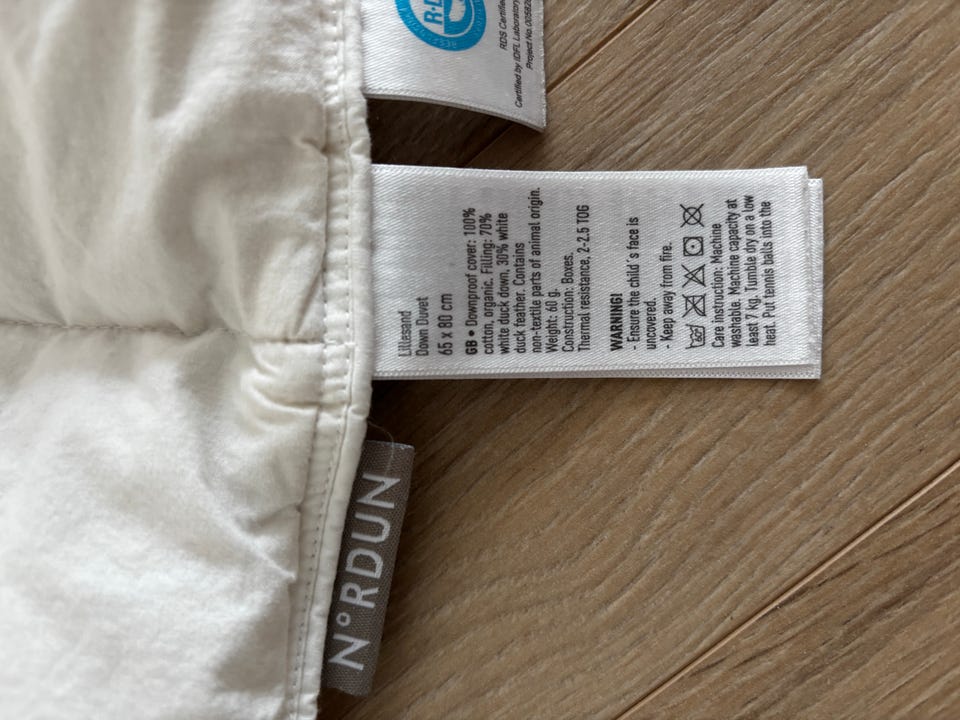 R·D
RDS Certified
Certified by IDFL Laboratory
Project No.
Lillesand
Down Duvet
65 x 80 cm
GB • Downproof cover: 100%
cotton, organic. Filling: 70%
white duck down, 30% white
duck feather. Contains
non-textile parts of animal origin.
Weight: 60 g.
Construction: Boxes.
Thermal resistance, 2-2.5 TOG
WARNING!
- Ensure the child´s face is
uncovered.
- Keep away from fire.
Care Instruction: Machine
washable. Machine capacity at
least 7 kg. Tumble dry on a low
heat. Put tennis balls into the
N°RDUN